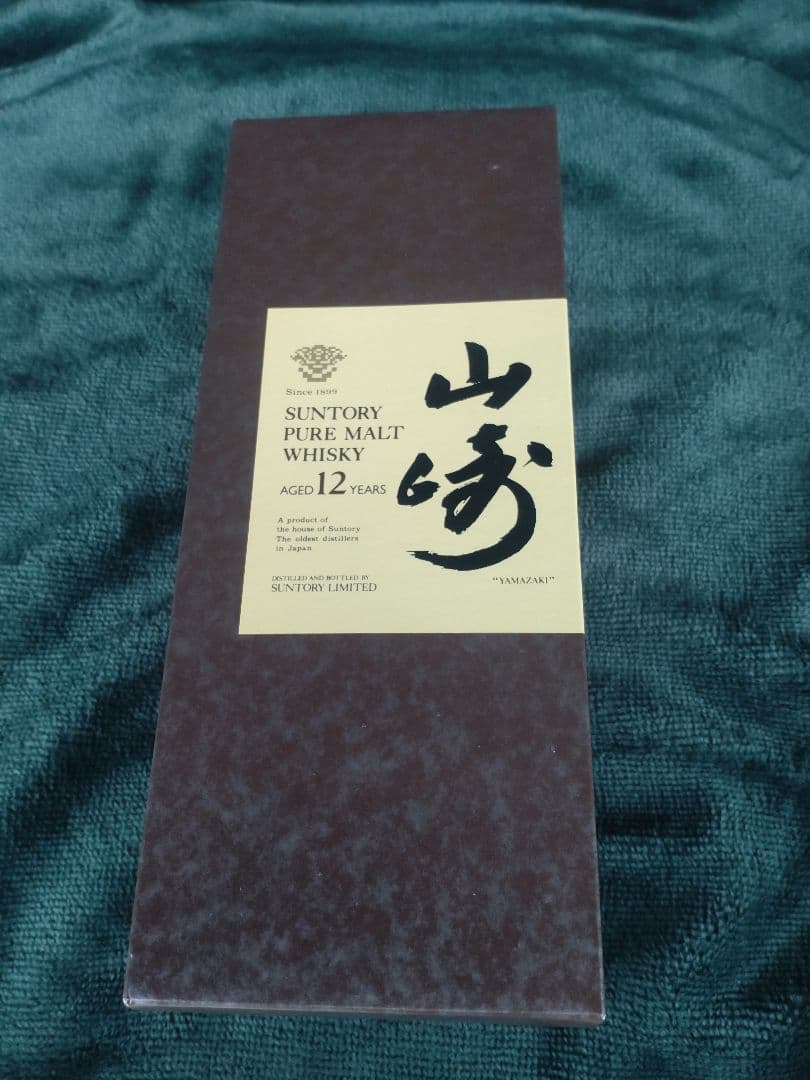 Since 1899
SUNTORY
PURE MALT
WHISKY
AGED 12 YEARS
A product of
the house of Suntory
The oldest distillers
in Japan
DISTILLED AND BOTTLED BY
SUNTORY LIMITED
山崎
"YAMAZAKI"